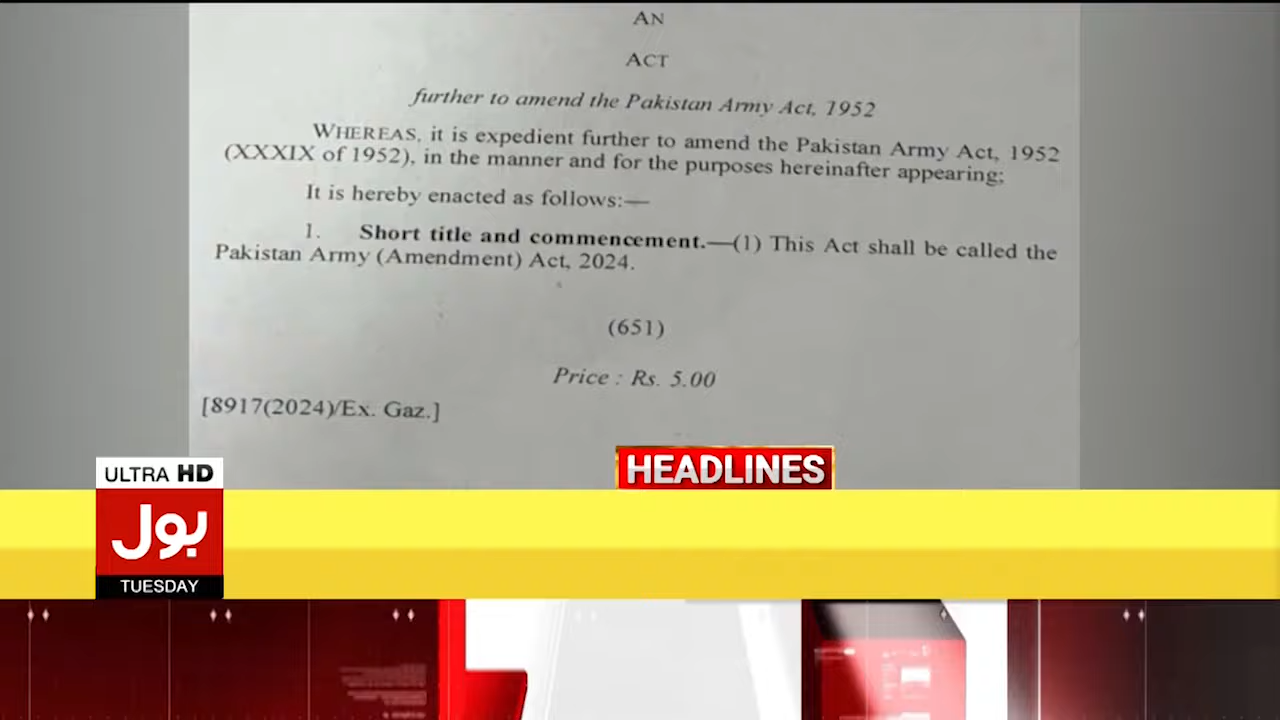 AN
ACT
further to amend the Pakistan Army Act, 1952
WHEREAS, it is expedient further to amend the Pakistan Army Act, 1952
(XXXIX of 1952), in the manner and for the purposes hereinafter appearing;
It is hereby enacted as follows:—
1. Short title and commencement.—(1) This Act shall be called the
Pakistan Army (Amendment) Act, 2024.
(651)
Price : Rs. 5.00
[8917(2024)/Ex. Gaz.]
HEADLINES
ULTRA HD
بول
TUESDAY